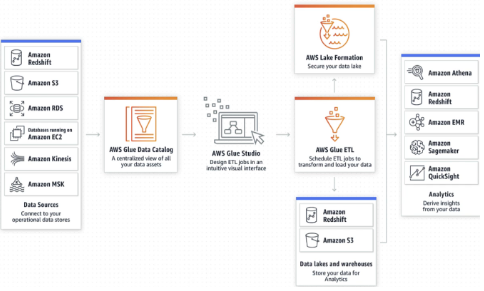 Amazon
Redshift
Amazon S3
Amazon RDS
Databases running on
Amazon EC2
Amazon Kinesis
Amazon MSK
Data Sources
Connect to your
operational data stores
AWS Glue Data Catalog
A centralized view of all
your data assets
AWS Glue Studio
Design ETL jobs in an
intuitive visual interface
AWS Lake Formation
Secure your data lake
AWS Glue ETL
Schedule ETL jobs to
transform and load your data
Amazon
Redshift
Amazon S3
Data lakes and warehouses
Store your data for
Analytics
Amazon Athena
Amazon
Redshift
Amazon EMR
Amazon
Sagemaker
Amazon
QuickSight
Analytics
Derive insights
from your data